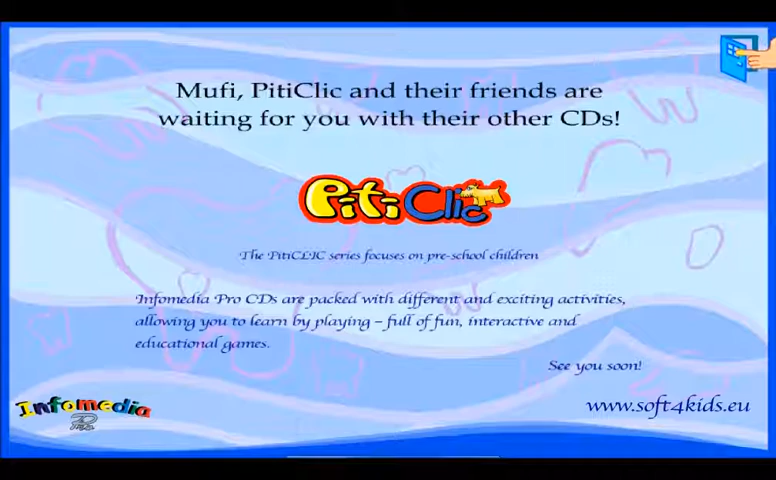 Mufi, PitiClic and their friends are
waiting for you with their other CDs!
PitiClic
The PitiCLIC series focuses on pre-school children
Infomedia Pro CDs are packed with different and exciting activities,
allowing you to learn by playing – full of fun, interactive and
educational games.
See you soon!
Infomedia
Pro
www.soft4kids.eu